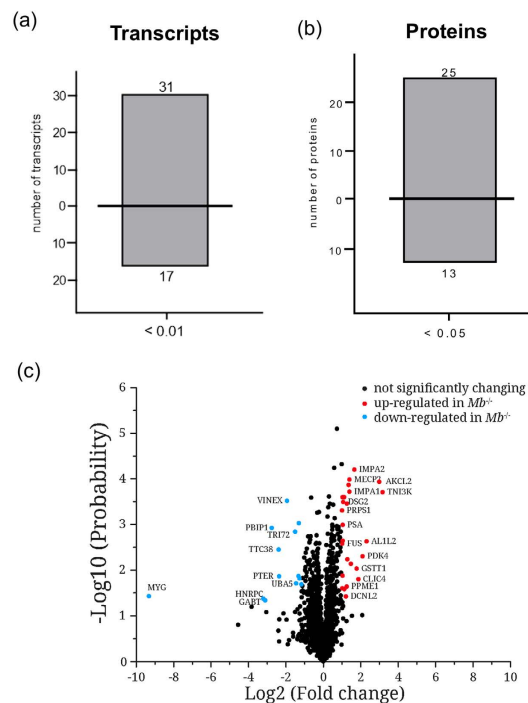 (a)
Transcripts
31
30
20
10
0
10
20
17
number of transcripts
< 0.01
(b)
Proteins
25
20
10
0
10
13
number of proteins
< 0.05
(c)
6
5
4
3
2
1
0
-Log10 (Probability)
not significantly changing
up-regulated in Mb-/-
down-regulated in Mb-/-
IMPA2
MECP2
AKCL2
IMPA1
TNI3K
VINEX
DSG2
PRPS1
PBIP1
TRI72
PSA
FUS
AL1L2
TTC38
PDK4
GSTT1
PTER
UBA5
CLIC4
PPME1
MYG
HNRPC
GABT
DCNL2
-10 -8 -6 -4 -2 0 2 4 6
Log2 (Fold change)